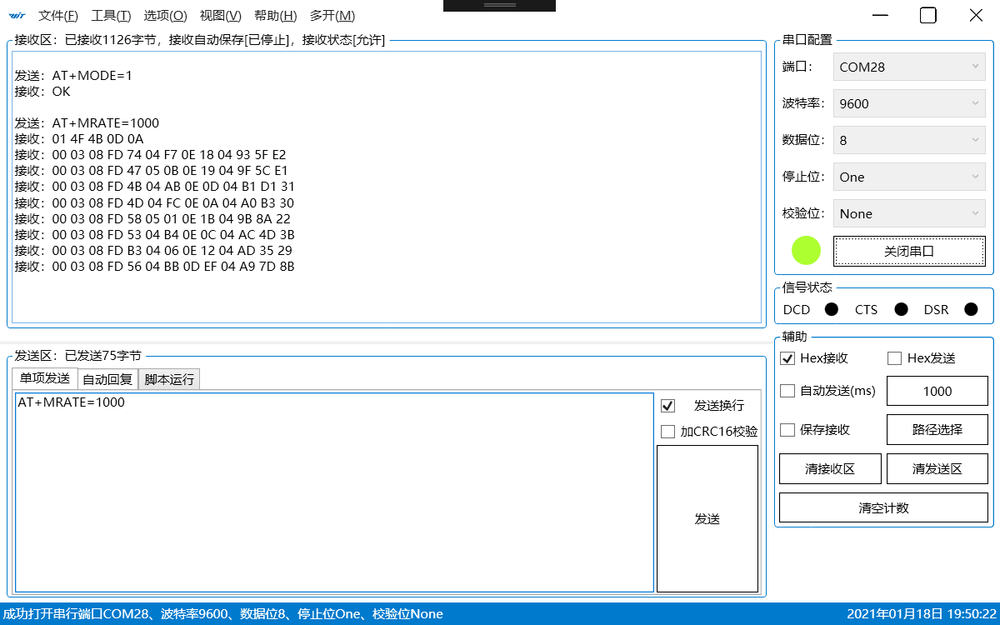 WIT 文件(F) 工具(T) 选项(O) 视图(V) 帮助(H) 多开(M)
接收区：已接收1126字节，接收自动保存[已停止]，接收状态[允许]
发送：AT+MODE=1
接收：OK
发送：AT+MRATE=1000
接收：01 4F 4B 0D 0A
接收：00 03 08 FD 74 04 F7 0E 18 04 93 5F E2
接收：00 03 08 FD 47 05 0B 0E 19 04 9F 5C E1
接收：00 03 08 FD 4B 04 AB 0E 0D 04 B1 D1 31
接收：00 03 08 FD 4D 04 FC 0E 0A 04 A0 B3 30
接收：00 03 08 FD 58 05 01 0E 1B 04 9B 8A 22
接收：00 03 08 FD 53 04 B4 0E 0C 04 AC 4D 3B
接收：00 03 08 FD B3 04 06 0E 12 04 AD 35 29
接收：00 03 08 FD 56 04 BB 0D EF 04 A9 7D 8B
发送区：已发送75字节
单项发送 自动回复 脚本运行
AT+MRATE=1000
发送换行
加CRC16校验
发送
串口配置
端口： COM28
波特率： 9600
数据位： 8
停止位： One
校验位： None
关闭串口
信号状态
DCD CTS DSR
辅助
Hex接收 Hex发送
自动发送(ms) 1000
保存接收 路径选择
清接收区 清发送区
清空计数
成功打开串行端口COM28、波特率9600、数据位8、停止位One、校验位None 2021年01月18日 19:50:22